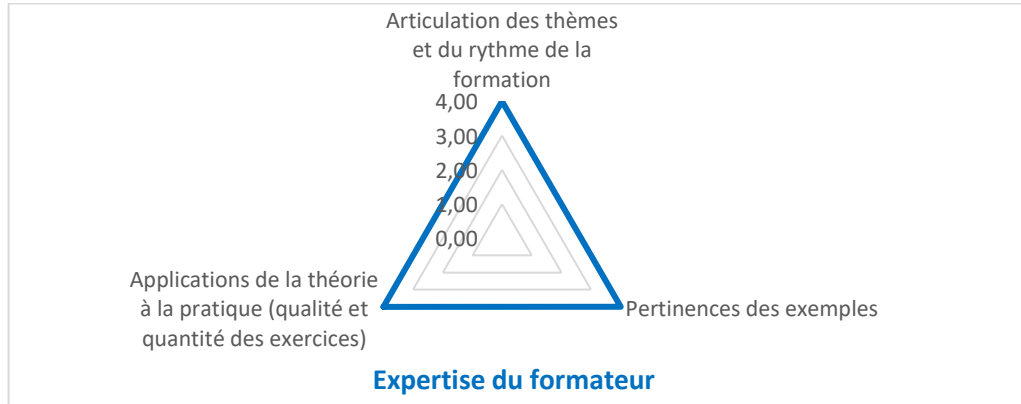 Articulation des thèmes
et du rythme de la
formation
4,00
3,00
2,00
1,00
0,00
Applications de la théorie
à la pratique (qualité et
quantité des exercices)
Pertinences des exemples
Expertise du formateur